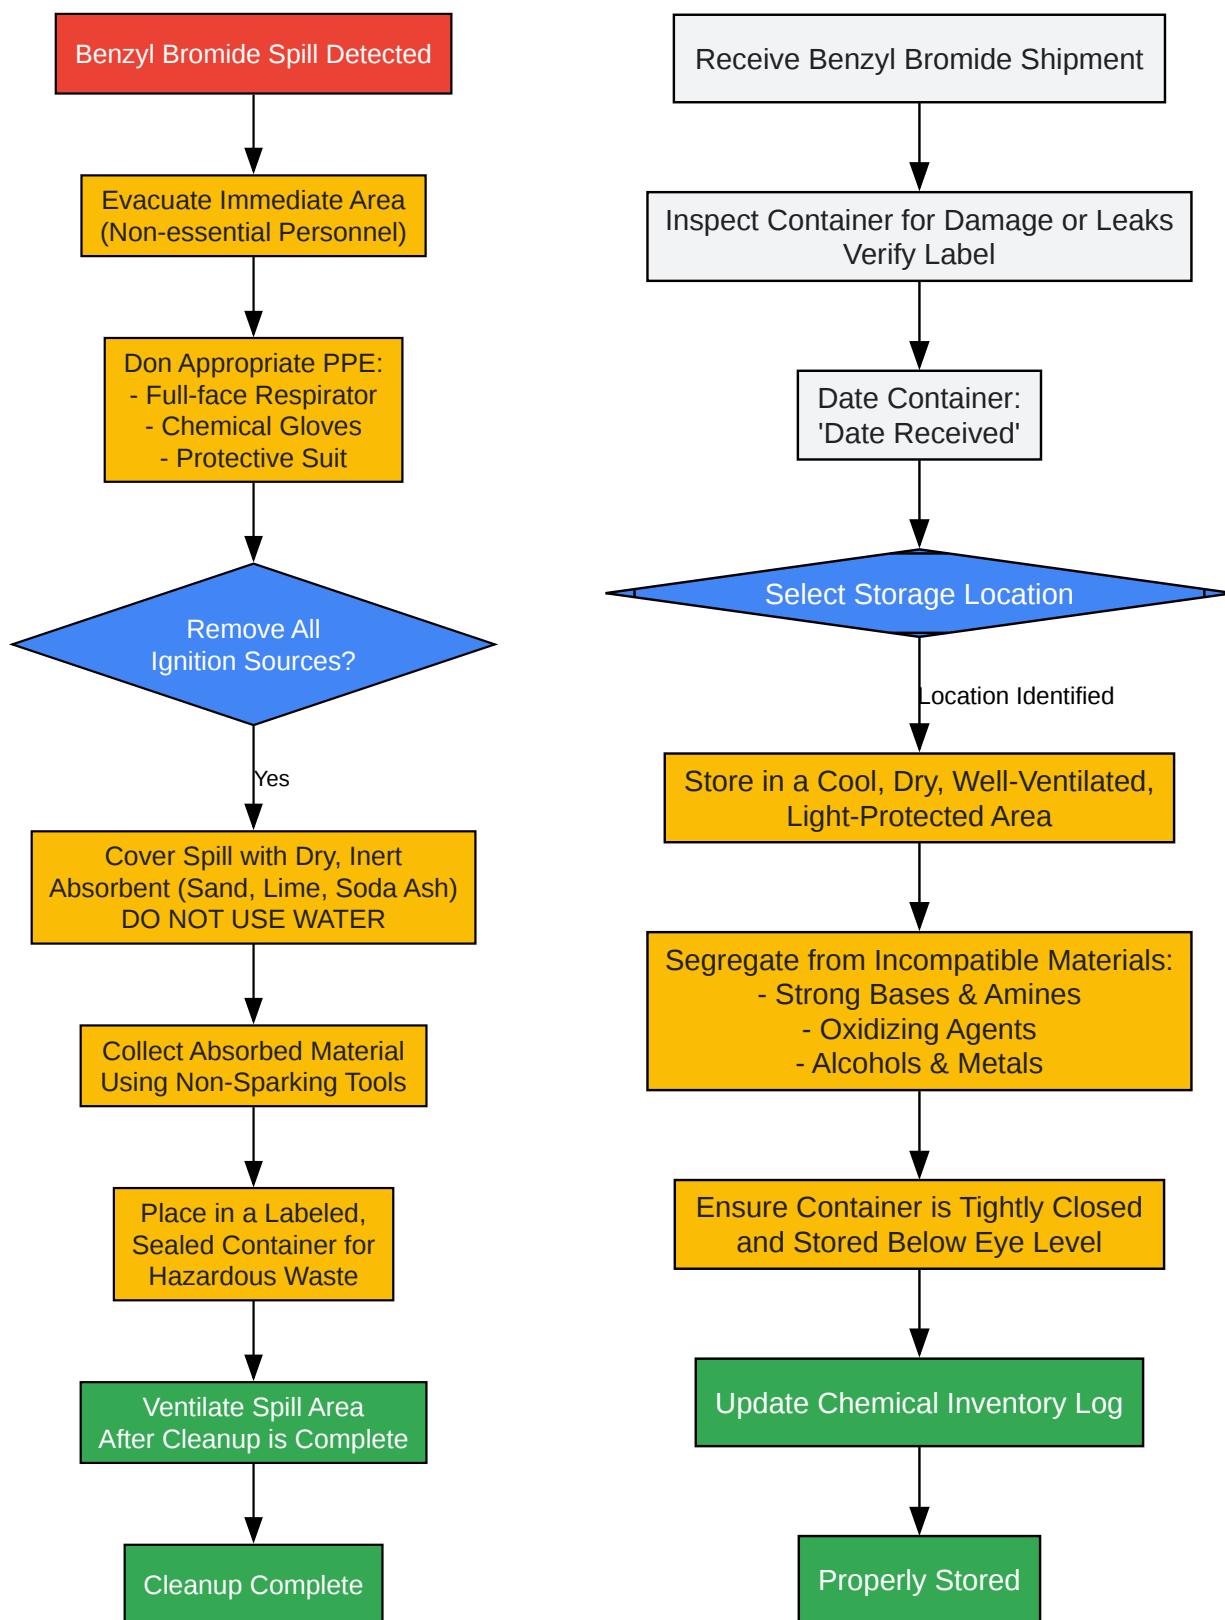 Benzyl Bromide Spill Detected
Evacuate Immediate Area
(Non-essential Personnel)
Don Appropriate PPE:
- Full-face Respirator
- Chemical Gloves
- Protective Suit
Remove All
Ignition Sources?
Yes
Cover Spill with Dry, Inert
Absorbent (Sand, Lime, Soda Ash)
DO NOT USE WATER
Collect Absorbed Material
Using Non-Sparking Tools
Place in a Labeled,
Sealed Container for
Hazardous Waste
Ventilate Spill Area
After Cleanup is Complete
Cleanup Complete
Receive Benzyl Bromide Shipment
Inspect Container for Damage or Leaks
Verify Label
Date Container:
'Date Received'
Select Storage Location
Location Identified
Store in a Cool, Dry, Well-Ventilated,
Light-Protected Area
Segregate from Incompatible Materials:
- Strong Bases & Amines
- Oxidizing Agents
- Alcohols & Metals
Ensure Container is Tightly Closed
and Stored Below Eye Level
Update Chemical Inventory Log
Properly Stored